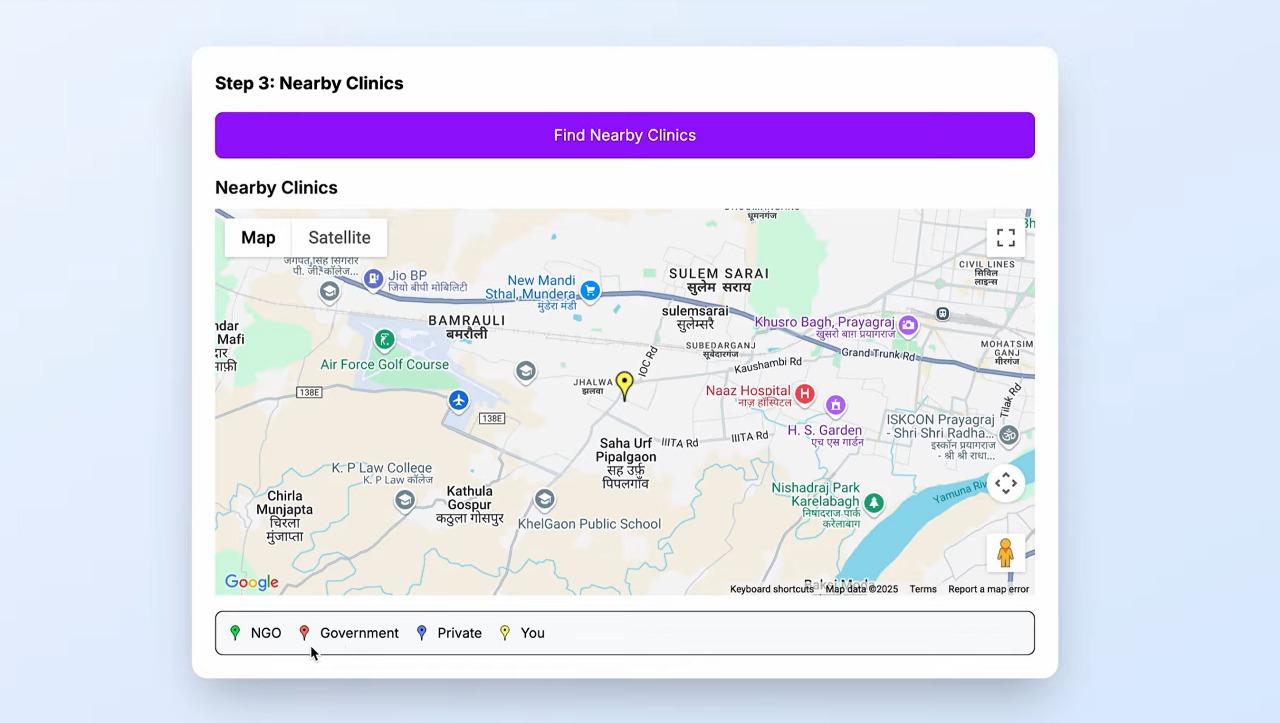 Step 3: Nearby Clinics
Find Nearby Clinics
Nearby Clinics
Map
Satellite
धूमनगंज
पी. जी. कॉलेज...
Jio BP
जियो बीपी मोबिलिटी
New Mandi
Sthal, Mundera
मुंडेरा मंडी
SULEM SARAI
सुलेम सराय
CIVIL LINES
सिविल
लाइन्स
BAMRAULI
बमरौली
sulemsarai
सुलेमसरै
Khusro Bagh, Prayagraj
खुसरो बाग़ प्रयागराज
ndar
Mafi
दार
माफ़ी
SUBEDARGANJ
सूबेदारगंज
MOHATSIM
GANJ
मीरगंज
Grand Trunk Rd
Air Force Golf Course
IOC Rd
Kaushambi Rd
JHALWA
झलवा
138E
Naaz Hospital
नाज़ हॉस्पिटल
Tilak Rd
138E
H. S. Garden
एच एस गार्डन
ISKCON Prayagraj
- Shri Shri Radha...
इस्कॉन प्रयागराज
- श्री श्री राधा...
IIITA Rd
IIITA Rd
Saha Urf
Pipalgaon
सह उर्फ़
पिपलगाँव
K. P Law College
K. P Law कॉलेज
Kathula
Gospur
कठुला गोसपुर
Chirla
Munjapta
चिरला
मुंजाप्ता
KhelGaon Public School
Nishadraj Park
Karelabagh
निषादराज पार्क
करेलाबाग
Yamuna Riv
Google
Keyboard shortcuts
Map data ©2025
Terms
Report a map error
NGO
Government
Private
You